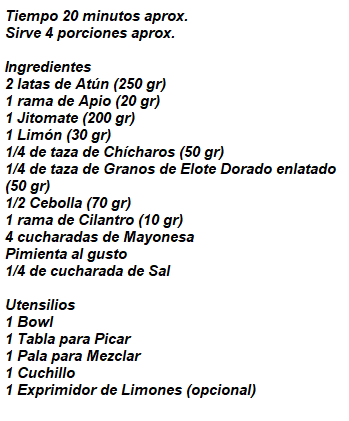 Tiempo 20 minutos aprox.
Sirve 4 porciones aprox.

Ingredientes
2 latas de Atún (250 gr)
1 rama de Apio (20 gr)
1 Jitomate (200 gr)
1 Limón (30 gr)
1/4 de taza de Chícharos (50 gr)
1/4 de taza de Granos de Elote Dorado enlatado
(50 gr)
1/2 Cebolla (70 gr)
1 rama de Cilantro (10 gr)
4 cucharadas de Mayonesa
Pimienta al gusto
1/4 de cucharada de Sal

Utensilios
1 Bowl
1 Tabla para Picar
1 Pala para Mezclar
1 Cuchillo
1 Exprimidor de Limones (opcional)